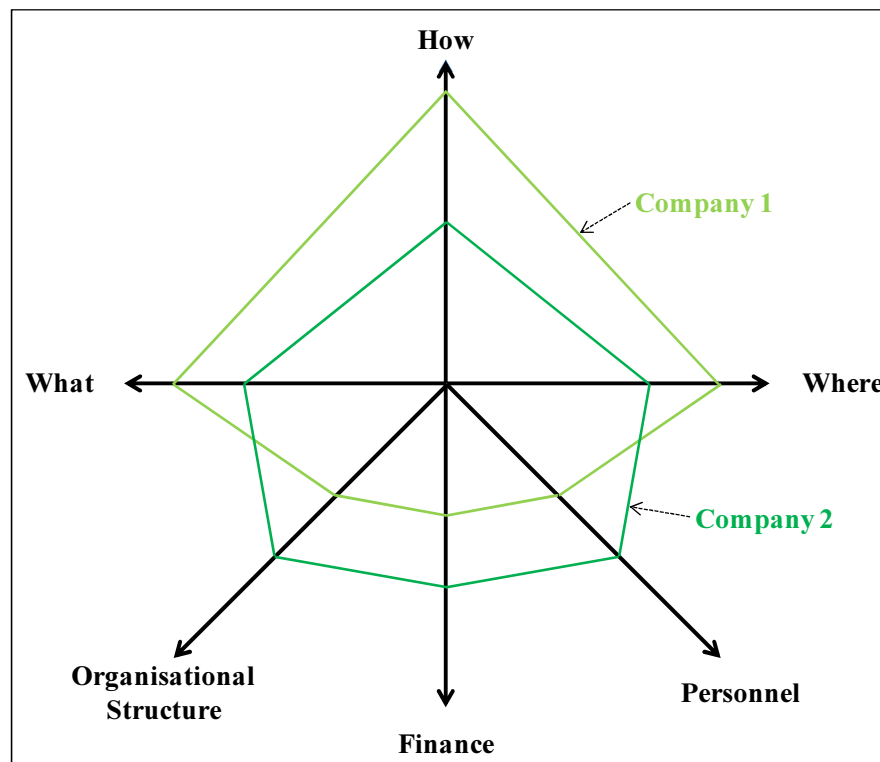 How
Company 1
What
Where
Company 2
Organisational
Structure
Personnel
Finance